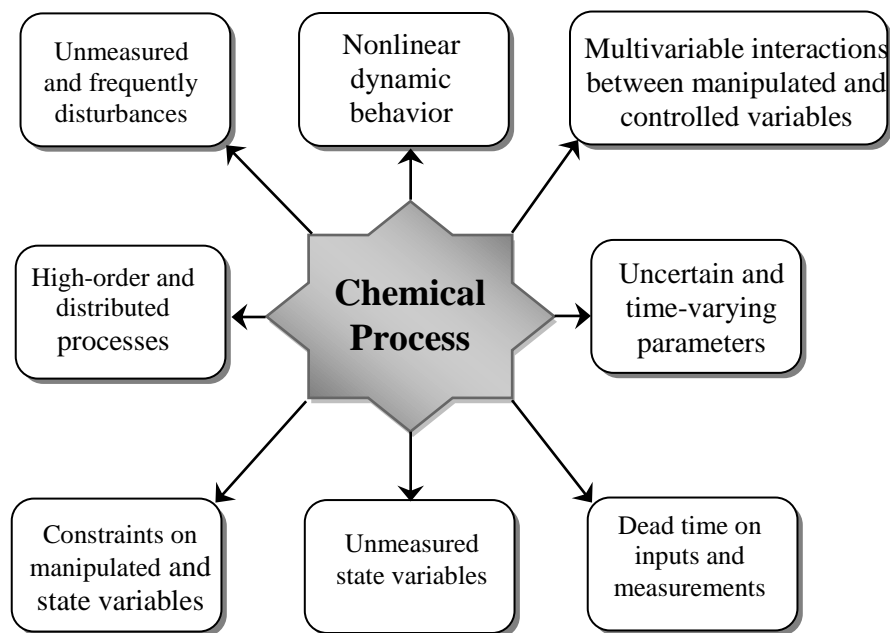 Unmeasured
and frequently
disturbances
Nonlinear
dynamic
behavior
Multivariable interactions
between manipulated and
controlled variables
High-order and
distributed
processes
Chemical
Process
Uncertain and
time-varying
parameters
Constraints on
manipulated and
state variables
Unmeasured
state variables
Dead time on
inputs and
measurements